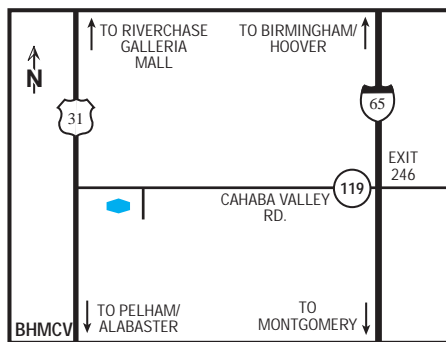 TO RIVERCHASE
GALLERIA
MALL
TO BIRMINGHAM/
HOOVER
N
31
65
EXIT
246
119
CAHABA VALLEY
RD.
TO PELHAM/
ALABASTER
TO
MONTGOMERY
BHMCV